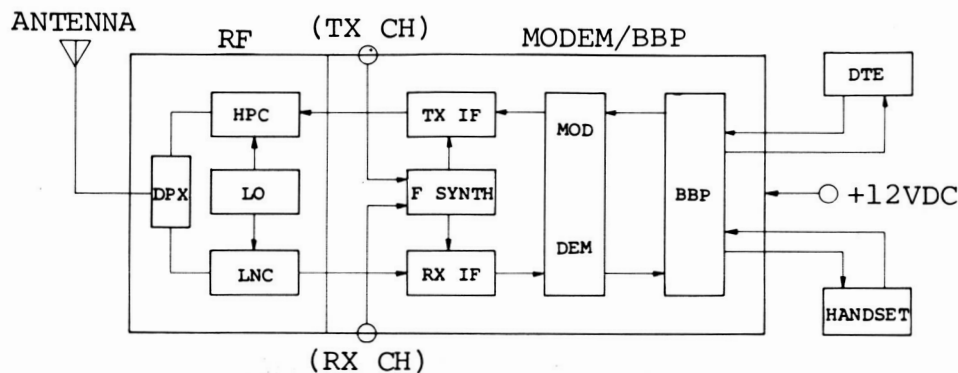 ANTENNA
RF
(TX CH)
MODEM/BBP
DTE
HPC
TX IF
MOD
DPX
LO
F SYNTH
BBP
+12VDC
LNC
RX IF
DEM
HANDSET
(RX CH)